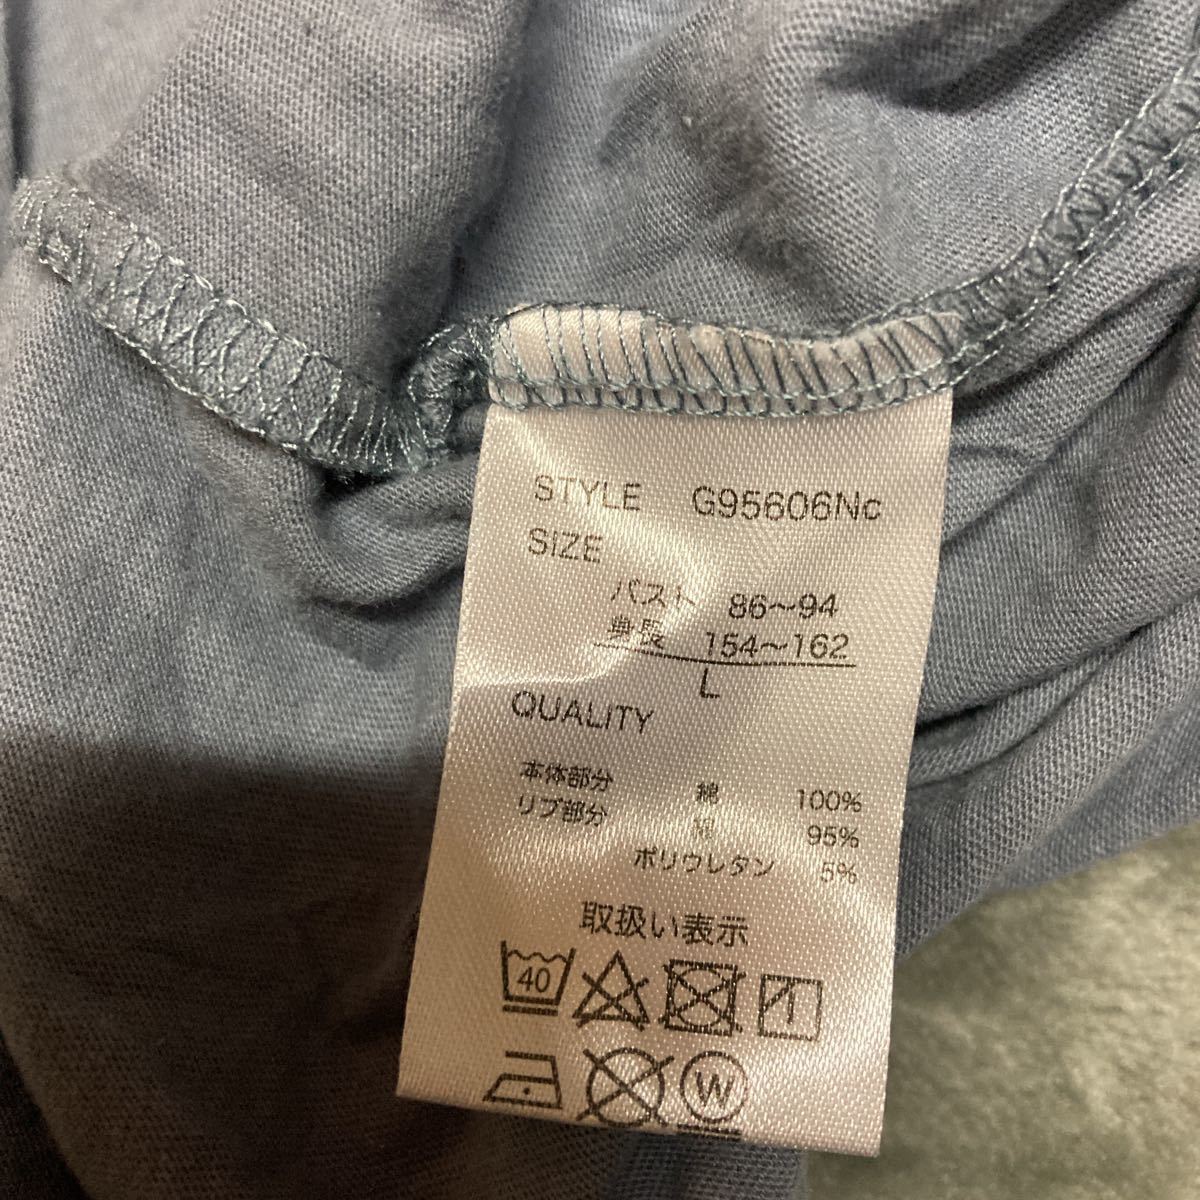 STYLE G95606Nc
SIZE
バスト 86〜94
身長 154〜162
L
QUALITY
本体部分 綿 100%
リブ部分 綿 95%
ポリウレタン 5%
取扱い表示
40
W